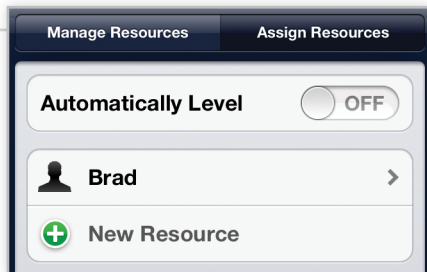 Manage Resources Assign Resources
Automatically Level OFF
Brad
New Resource